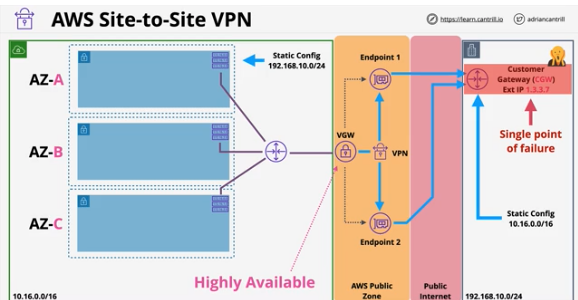 AWS Site-to-Site VPN
https://learn.cantrill.io
adriancantrill
AZ-A
AZ-B
AZ-C
Static Config
192.168.10.0/24
Endpoint 1
VGW
VPN
Endpoint 2
Customer
Gateway (CGW)
Ext IP 1.3.3.7
Single point
of failure
Static Config
10.16.0.0/16
Highly Available
10.16.0.0/16
AWS Public
Zone
Public
Internet
192.168.10.0/24